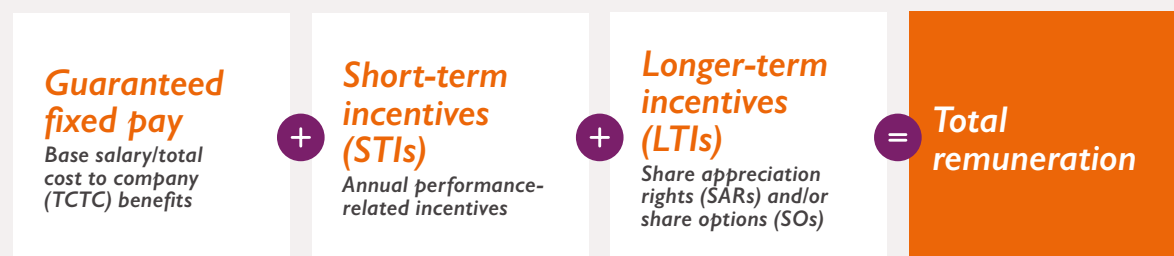 Guaranteed
fixed pay
Base salary/total
cost to company
(TCTC) benefits
+
Short-term
incentives
(STIs)
Annual performance-
related incentives
+
Longer-term
incentives
(LTIs)
Share appreciation
rights (SARs) and/or
share options (SOs)
=
Total
remuneration